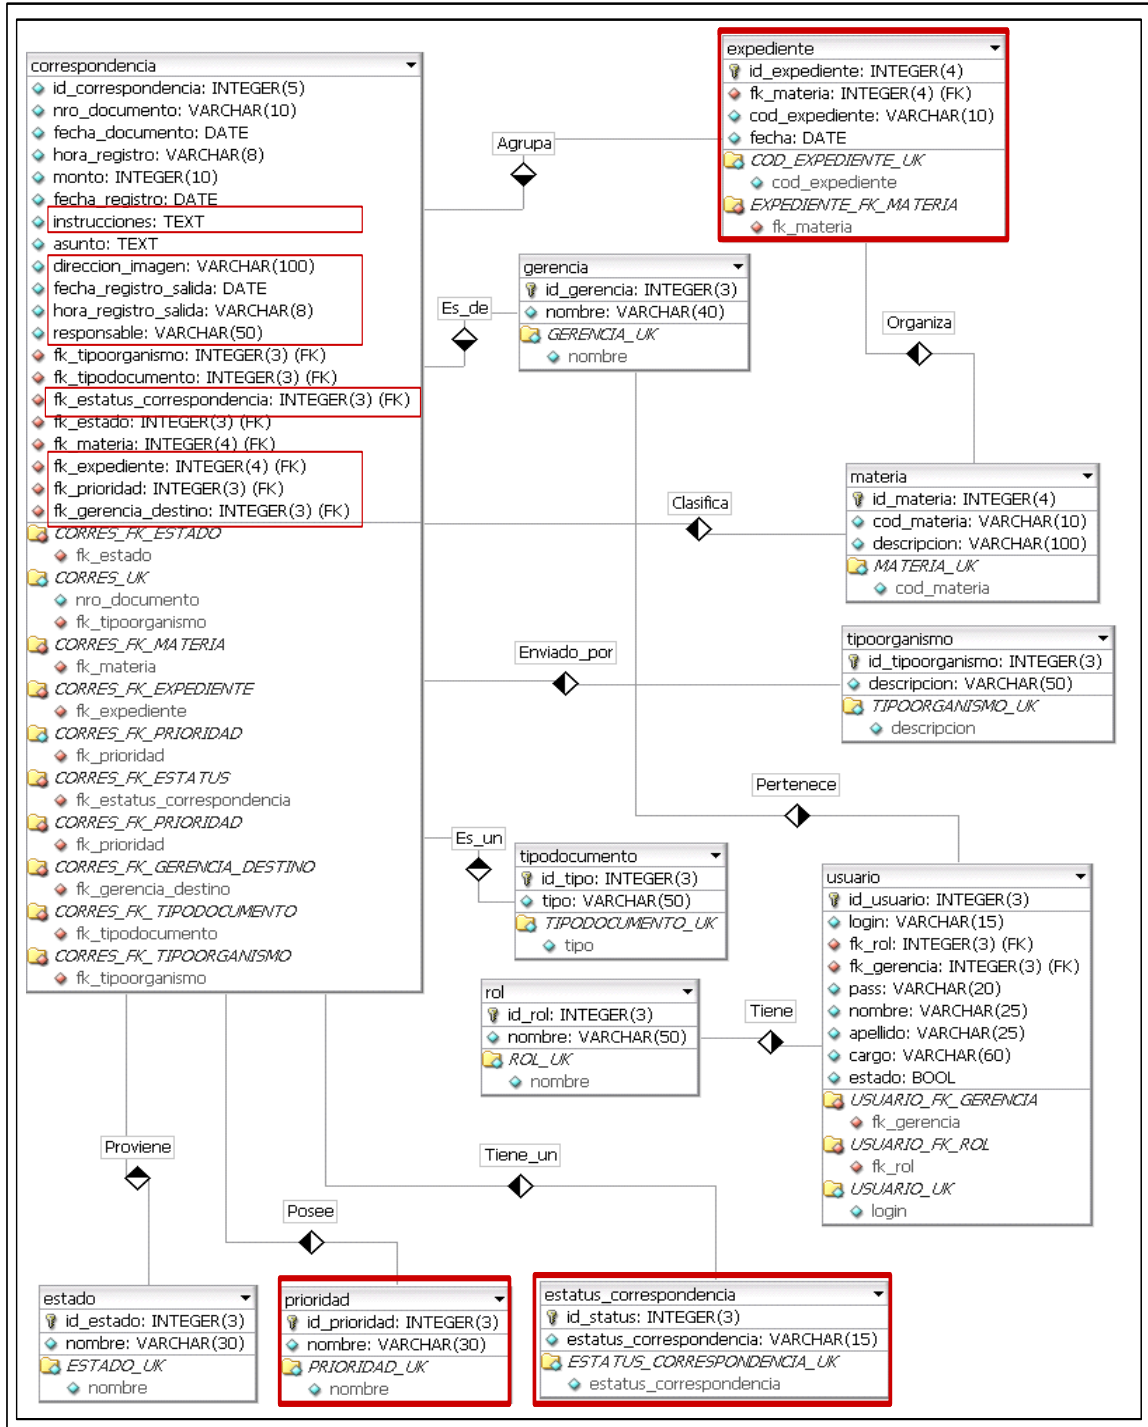 correspondencia
id_correspondencia: INTEGER(5)
nro_documento: VARCHAR(10)
fecha_documento: DATE
hora_registro: VARCHAR(8)
monto: INTEGER(10)
fecha_registro: DATE
instrucciones: TEXT
asunto: TEXT
direccion_imagen: VARCHAR(100)
fecha_registro_salida: DATE
hora_registro_salida: VARCHAR(8)
responsable: VARCHAR(50)
fk_tipoorganismo: INTEGER(3) (FK)
fk_tipodocumento: INTEGER(3) (FK)
fk_estatus_correspondencia: INTEGER(3) (FK)
fk_estado: INTEGER(3) (FK)
fk_materia: INTEGER(4) (FK)
fk_expediente: INTEGER(4) (FK)
fk_prioridad: INTEGER(3) (FK)
fk_gerencia_destino: INTEGER(3) (FK)
CORRES_FK_ESTADO
fk_estado
CORRES_UK
nro_documento
fk_tipoorganismo
CORRES_FK_MATERIA
fk_materia
CORRES_FK_EXPEDIENTE
fk_expediente
CORRES_FK_PRIORIDAD
fk_prioridad
CORRES_FK_ESTATUS
fk_estatus_correspondencia
CORRES_FK_PRIORIDAD
fk_prioridad
CORRES_FK_GERENCIA_DESTINO
fk_gerencia_destino
CORRES_FK_TIPODOCUMENTO
fk_tipodocumento
CORRES_FK_TIPOORGANISMO
fk_tipoorganismo
Agrupa
expediente
id_expediente: INTEGER(4)
fk_materia: INTEGER(4) (FK)
cod_expediente: VARCHAR(10)
fecha: DATE
COD_EXPEDIENTE_UK
cod_expediente
EXPEDIENTE_FK_MATERIA
fk_materia
Es_de
gerencia
id_gerencia: INTEGER(3)
nombre: VARCHAR(40)
GERENCIA_UK
nombre
Organiza
Clasifica
materia
id_materia: INTEGER(4)
cod_materia: VARCHAR(10)
descripcion: VARCHAR(100)
MATERIA_UK
cod_materia
Enviado_por
tipoorganismo
id_tipoorganismo: INTEGER(3)
descripcion: VARCHAR(50)
TIPOORGANISMO_UK
descripcion
Pertenece
Es_un
tipodocumento
id_tipo: INTEGER(3)
tipo: VARCHAR(50)
TIPODOCUMENTO_UK
tipo
usuario
id_usuario: INTEGER(3)
login: VARCHAR(15)
fk_rol: INTEGER(3) (FK)
fk_gerencia: INTEGER(3) (FK)
pass: VARCHAR(20)
nombre: VARCHAR(25)
apellido: VARCHAR(25)
cargo: VARCHAR(60)
estado: BOOL
USUARIO_FK_GERENCIA
fk_gerencia
USUARIO_FK_ROL
fk_rol
USUARIO_UK
login
rol
id_rol: INTEGER(3)
nombre: VARCHAR(50)
ROL_UK
nombre
Tiene
Proviene
Tiene_un
Posee
estado
id_estado: INTEGER(3)
nombre: VARCHAR(30)
ESTADO_UK
nombre
prioridad
id_prioridad: INTEGER(3)
nombre: VARCHAR(30)
PRIORIDAD_UK
nombre
estatus_correspondencia
id_status: INTEGER(3)
estatus_correspondencia: VARCHAR(15)
ESTATUS_CORRESPONDENCIA_UK
estatus_correspondencia